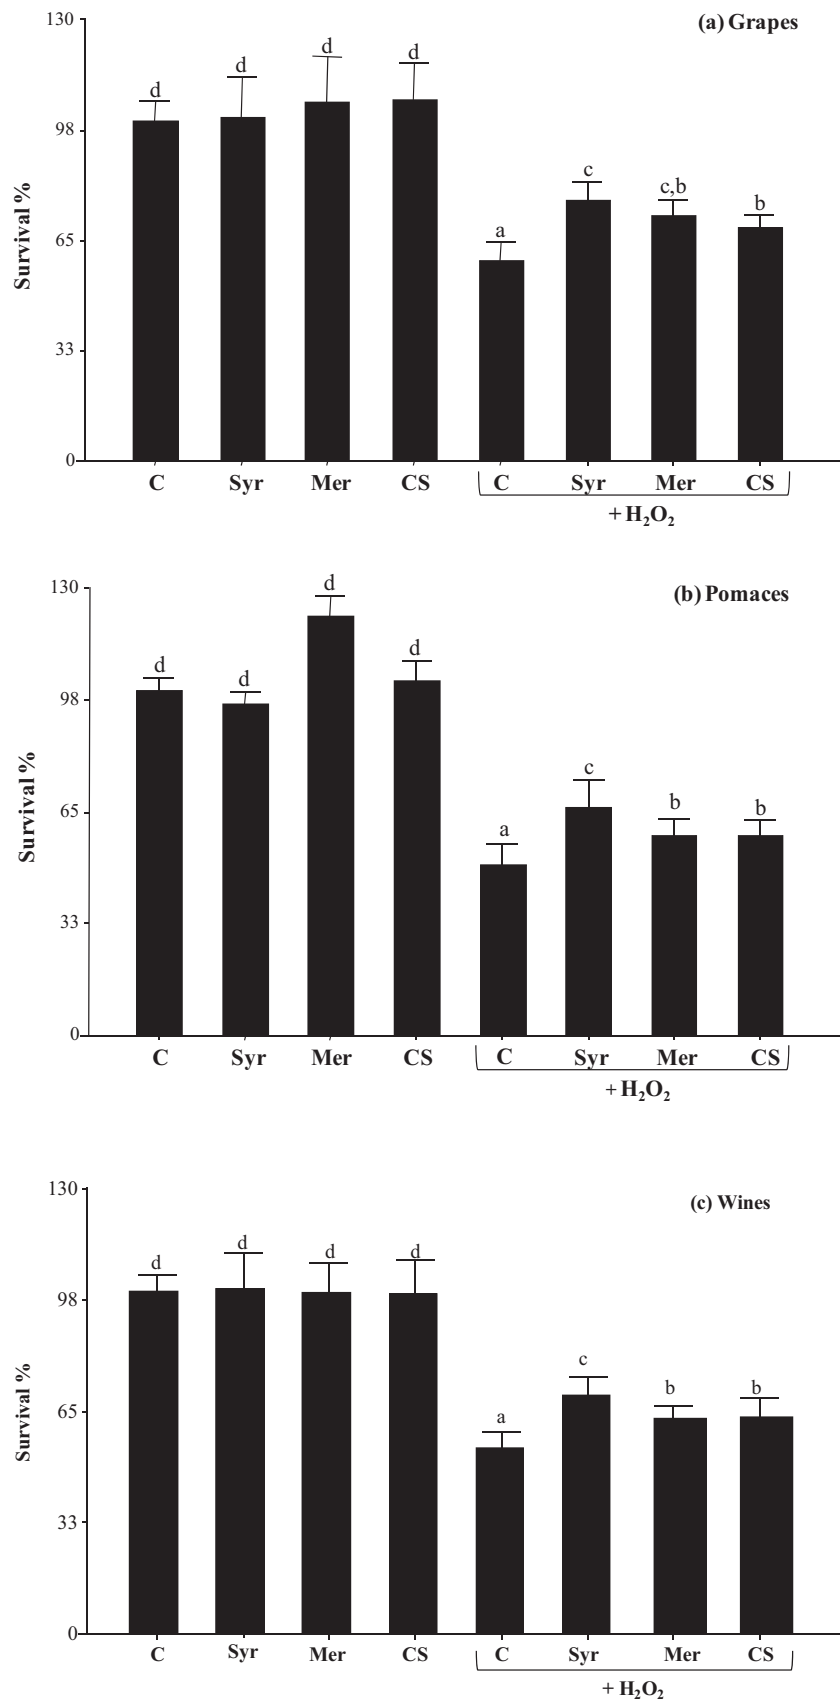 (a) Grapes
130
98
65
33
0
Survival %
d d d d a c c,b b
C Syr Mer CS C Syr Mer CS
+ H₂O₂
(b) Pomaces
130
98
65
33
0
Survival %
d d d d a c b b
C Syr Mer CS C Syr Mer CS
+ H₂O₂
(c) Wines
130
98
65
33
0
Survival %
d d d d a c b b
C Syr Mer CS C Syr Mer CS
+ H₂O₂